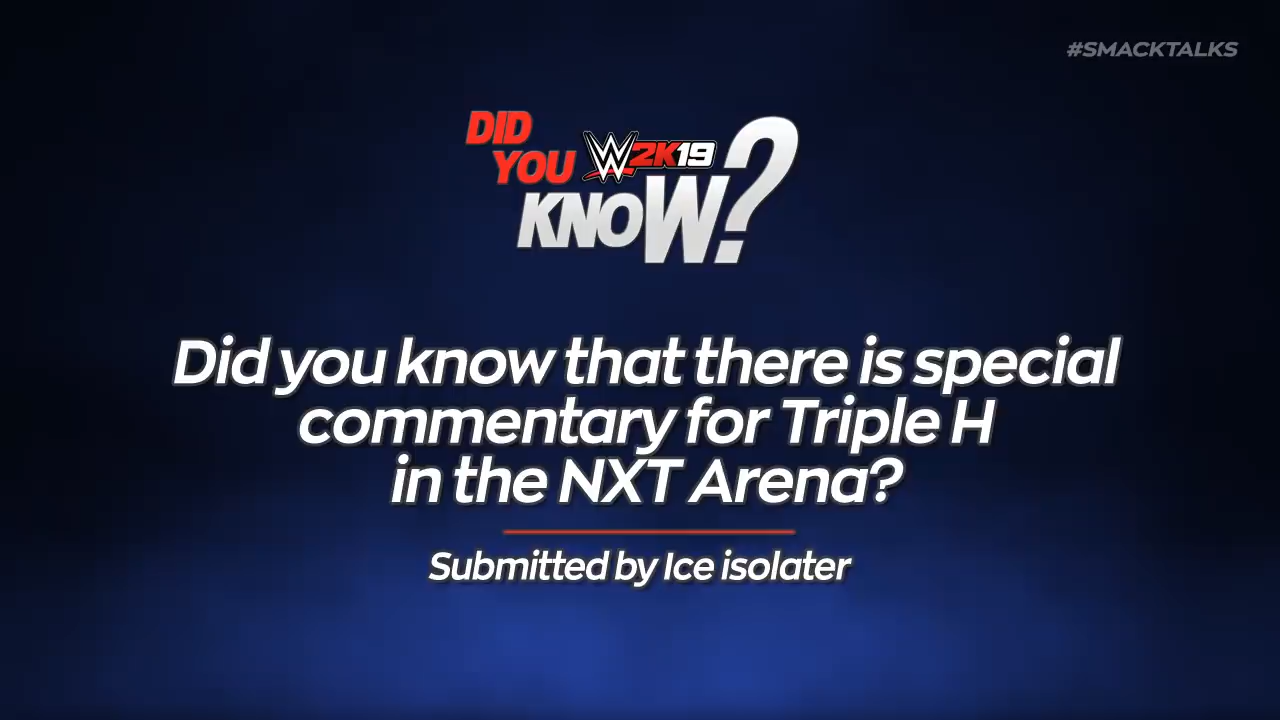 #SMACKTALKS
DID
YOU W 2K19
KNOW?
Did you know that there is special
commentary for Triple H
in the NXT Arena?
Submitted by Ice isolater